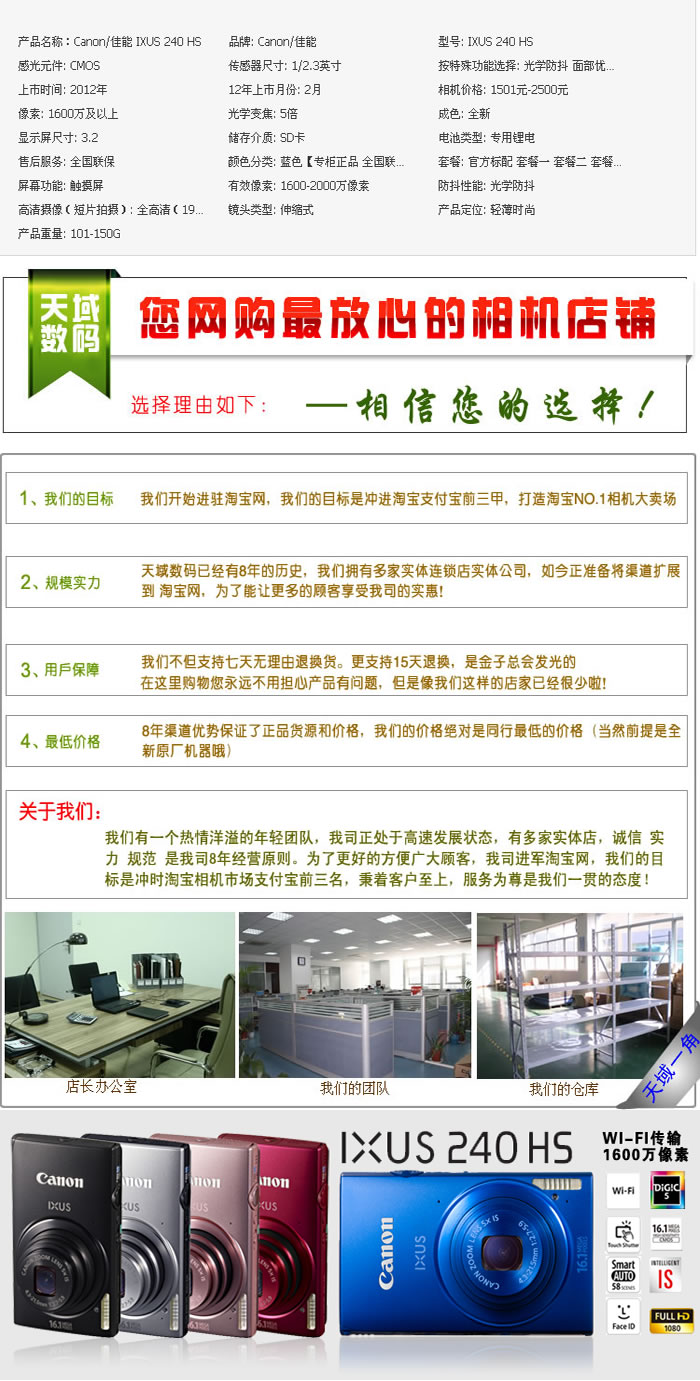 产品名称：Canon/佳能 IXUS 240 HS
品牌: Canon/佳能
型号: IXUS 240 HS
感光元件: CMOS
传感器尺寸: 1/2.3英寸
按特殊功能选择: 光学防抖 面部优...
上市时间: 2012年
12年上市月份: 2月
相机价格: 1501元-2500元
像素: 1600万及以上
光学变焦: 5倍
成色: 全新
显示屏尺寸: 3.2
储存介质: SD卡
电池类型: 专用锂电
售后服务: 全国联保
颜色分类: 蓝色【专柜正品 全国联...
套餐: 官方标配 套餐一 套餐二 套餐...
屏幕功能: 触摸屏
有效像素: 1600-2000万像素
防抖性能: 光学防抖
高清摄像（短片拍摄）: 全高清（19...
镜头类型: 伸缩式
产品定位: 轻薄时尚
产品重量: 101-150G
天域
数码
您网购最放心的相机店铺
选择理由如下：
—相信您的选择！
1、我们的目标
我们开始进驻淘宝网，我们的目标是冲进淘宝支付宝前三甲，打造淘宝NO.1相机大卖场
2、规模实力
天域数码已经有8年的历史，我们拥有多家实体连锁店实体公司，如今正准备将渠道扩展
到 淘宝网，为了能让更多的顾客享受我司的实惠！
3、用戶保障
我们不但支持七天无理由退换货。更支持15天退换，是金子总会发光的
在这里购物您永远不用担心产品有问题，但是像我们这样的店家已经很少啦！
4、最低价格
8年渠道优势保证了正品货源和价格，我们的价格绝对是同行最低的价格（当然前提是全
新原厂机器哦）
关于我们：
我们有一个热情洋溢的年轻团队，我司正处于高速发展状态，有多家实体店，诚信 实
力 规范 是我司8年经营原则。为了更好的方便广大顾客，我司进军淘宝网，我们的目
标是冲时淘宝相机市场支付宝前三名，秉着客户至上，服务为尊是我们一贯的态度！
店长办公室
我们的团队
我们的仓库
天域一角
IXUS 240 HS
WI-FI传输
1600万像素
Canon
IXUS
CANON ZOOM LENS 5X IS
16.1
Canon
IXUS
CANON ZOOM LENS 5X IS
4.3-21.5mm 1:2.7-5.9
16.1
Wi-Fi
DIGIC
5
Touch Shutter
16.1 MEGA PIXELS
CMOS
Smart
AUTO
58 SCENES
INTELLIGENT
IS
Face ID
FULL HD
1080